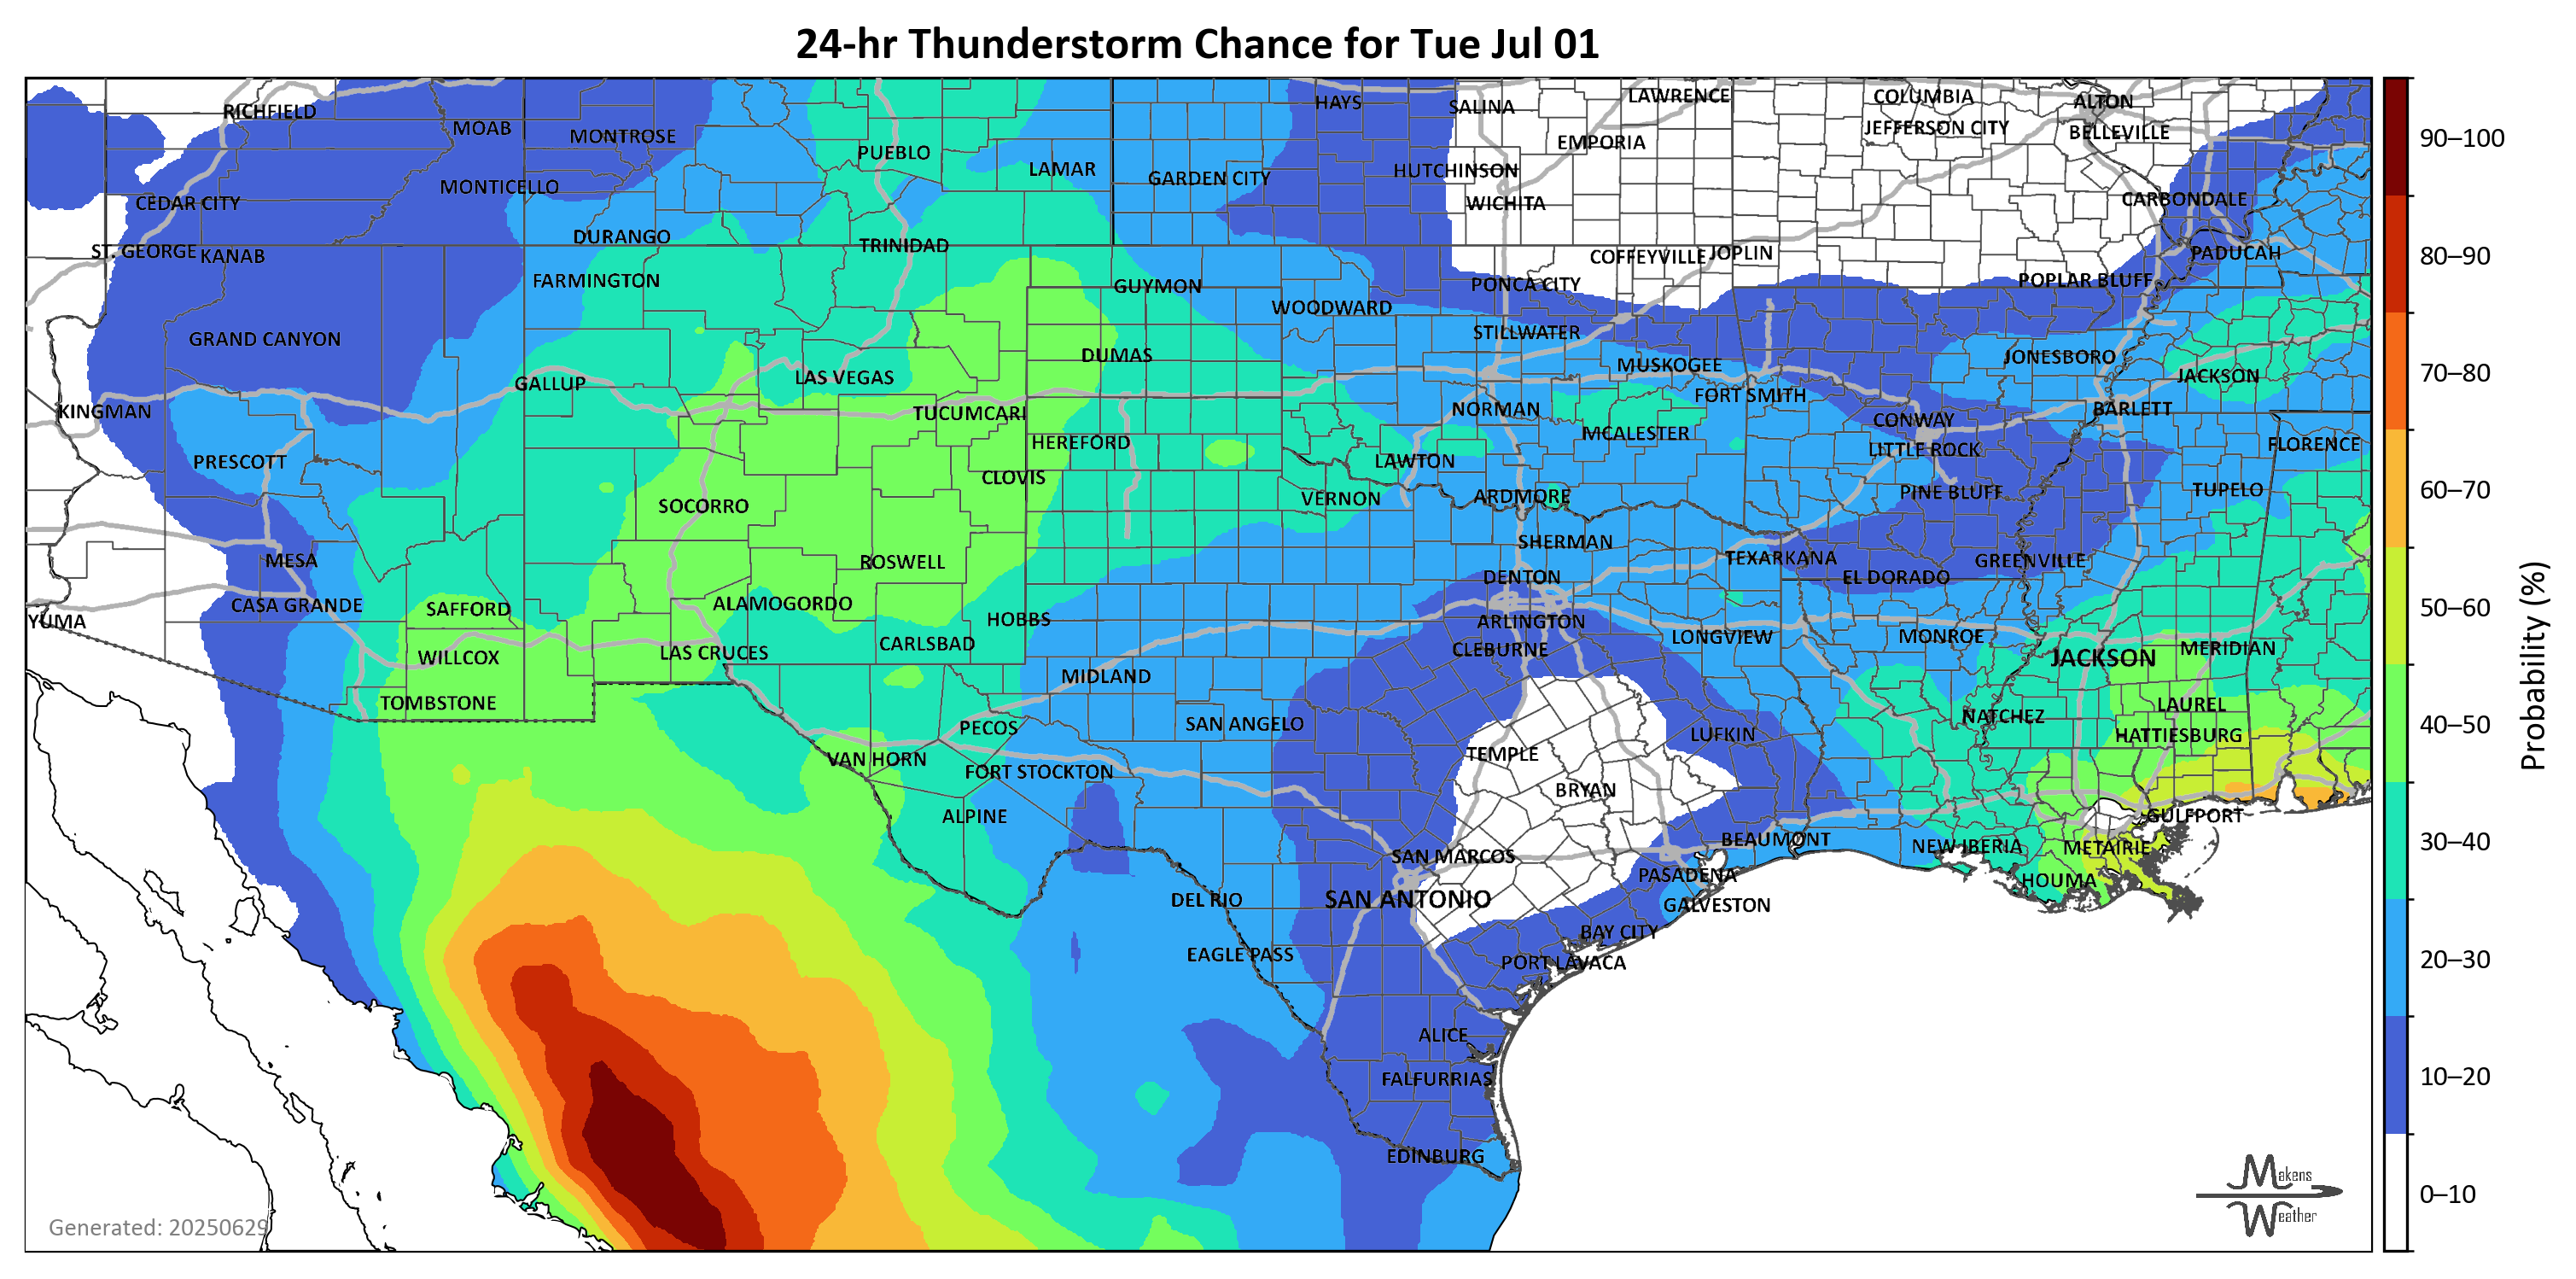 24-hr Thunderstorm Chance for Tue Jul 01
RICHFIELD
MOAB
MONTROSE
PUEBLO
LAMAR
GARDEN CITY
HAYS
SALINA
LAWRENCE
COLUMBIA
ALTON
JEFFERSON CITY
BELLEVILLE
EMPORIA
HUTCHINSON
MONTICELLO
CEDAR CITY
WICHITA
CARBONDALE
ST. GEORGE
KANAB
DURANGO
TRINIDAD
COFFEYVILLE
JOPLIN
PADUCAH
FARMINGTON
GUYMON
PONCA CITY
POPLAR BLUFF
WOODWARD
GRAND CANYON
STILLWATER
DUMAS
MUSKOGEE
JONESBORO
GALLUP
LAS VEGAS
JACKSON
KINGMAN
TUCUMCARI
NORMAN
FORT SMITH
BARLETT
CONWAY
HEREFORD
MCALESTER
LITTLE ROCK
FLORENCE
PRESCOTT
CLOVIS
LAWTON
PINE BLUFF
TUPELO
SOCORRO
VERNON
ARDMORE
MESA
ROSWELL
SHERMAN
TEXARKANA
GREENVILLE
DENTON
EL DORADO
CASA GRANDE
SAFFORD
ALAMOGORDO
HOBBS
YUMA
ARLINGTON
CARLSBAD
CLEBURNE
LONGVIEW
MONROE
WILLCOX
LAS CRUCES
JACKSON
MERIDIAN
MIDLAND
TOMBSTONE
PECOS
SAN ANGELO
LUFKIN
NATCHEZ
LAUREL
HATTIESBURG
VAN HORN
FORT STOCKTON
TEMPLE
BRYAN
ALPINE
GULFPORT
BEAUMONT
NEW IBERIA
METAIRIE
SAN MARCOS
PASADENA
HOUMA
DEL RIO
SAN ANTONIO
GALVESTON
BAY CITY
EAGLE PASS
PORT LAVACA
ALICE
FALFURRIAS
EDINBURG
Generated: 20250629
Makens
Weather
90–100
80–90
70–80
60–70
50–60
40–50
30–40
20–30
10–20
0–10
Probability (%)